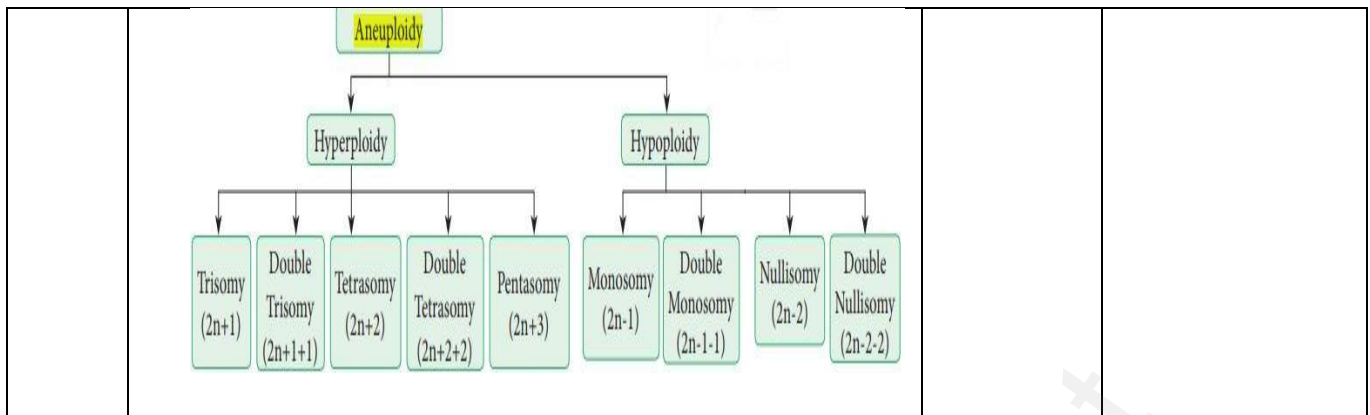 Aneuploidy
Hyperploidy
Hypoploidy
Trisomy
(2n+1)
Double
Trisomy
(2n+1+1)
Tetrasomy
(2n+2)
Double
Tetrasomy
(2n+2+2)
Pentasomy
(2n+3)
Monosomy
(2n-1)
Double
Monosomy
(2n-1-1)
Nullisomy
(2n-2)
Double
Nullisomy
(2n-2-2)